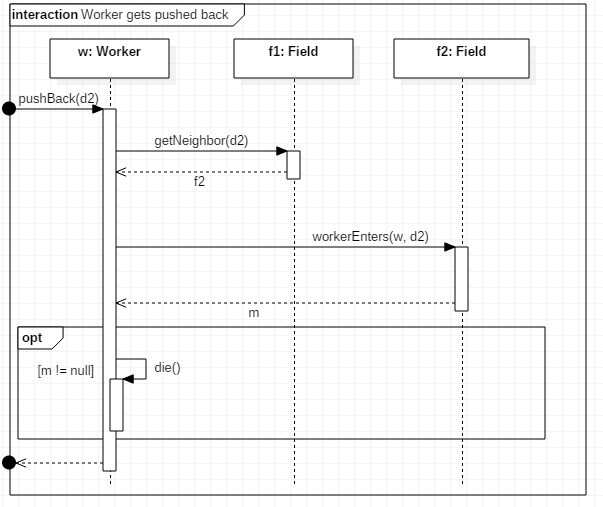 interaction Worker gets pushed back
w: Worker
f1: Field
f2: Field
pushBack(d2)
getNeighbor(d2)
f2
workerEnters(w, d2)
m
opt
[m != null]
die()